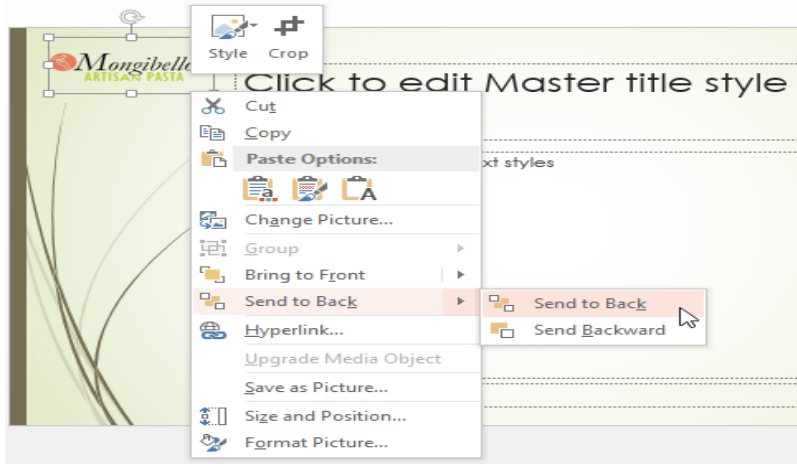 Style Crop
Mongibello
ARTISAN PASTA
Click to edit Master title style
Cut
Copy
Paste Options:
xt styles
A
Change Picture...
Group
Bring to Front
Send to Back
Send to Back
Hyperlink...
Send Backward
Upgrade Media Object
Save as Picture...
Size and Position...
Format Picture...